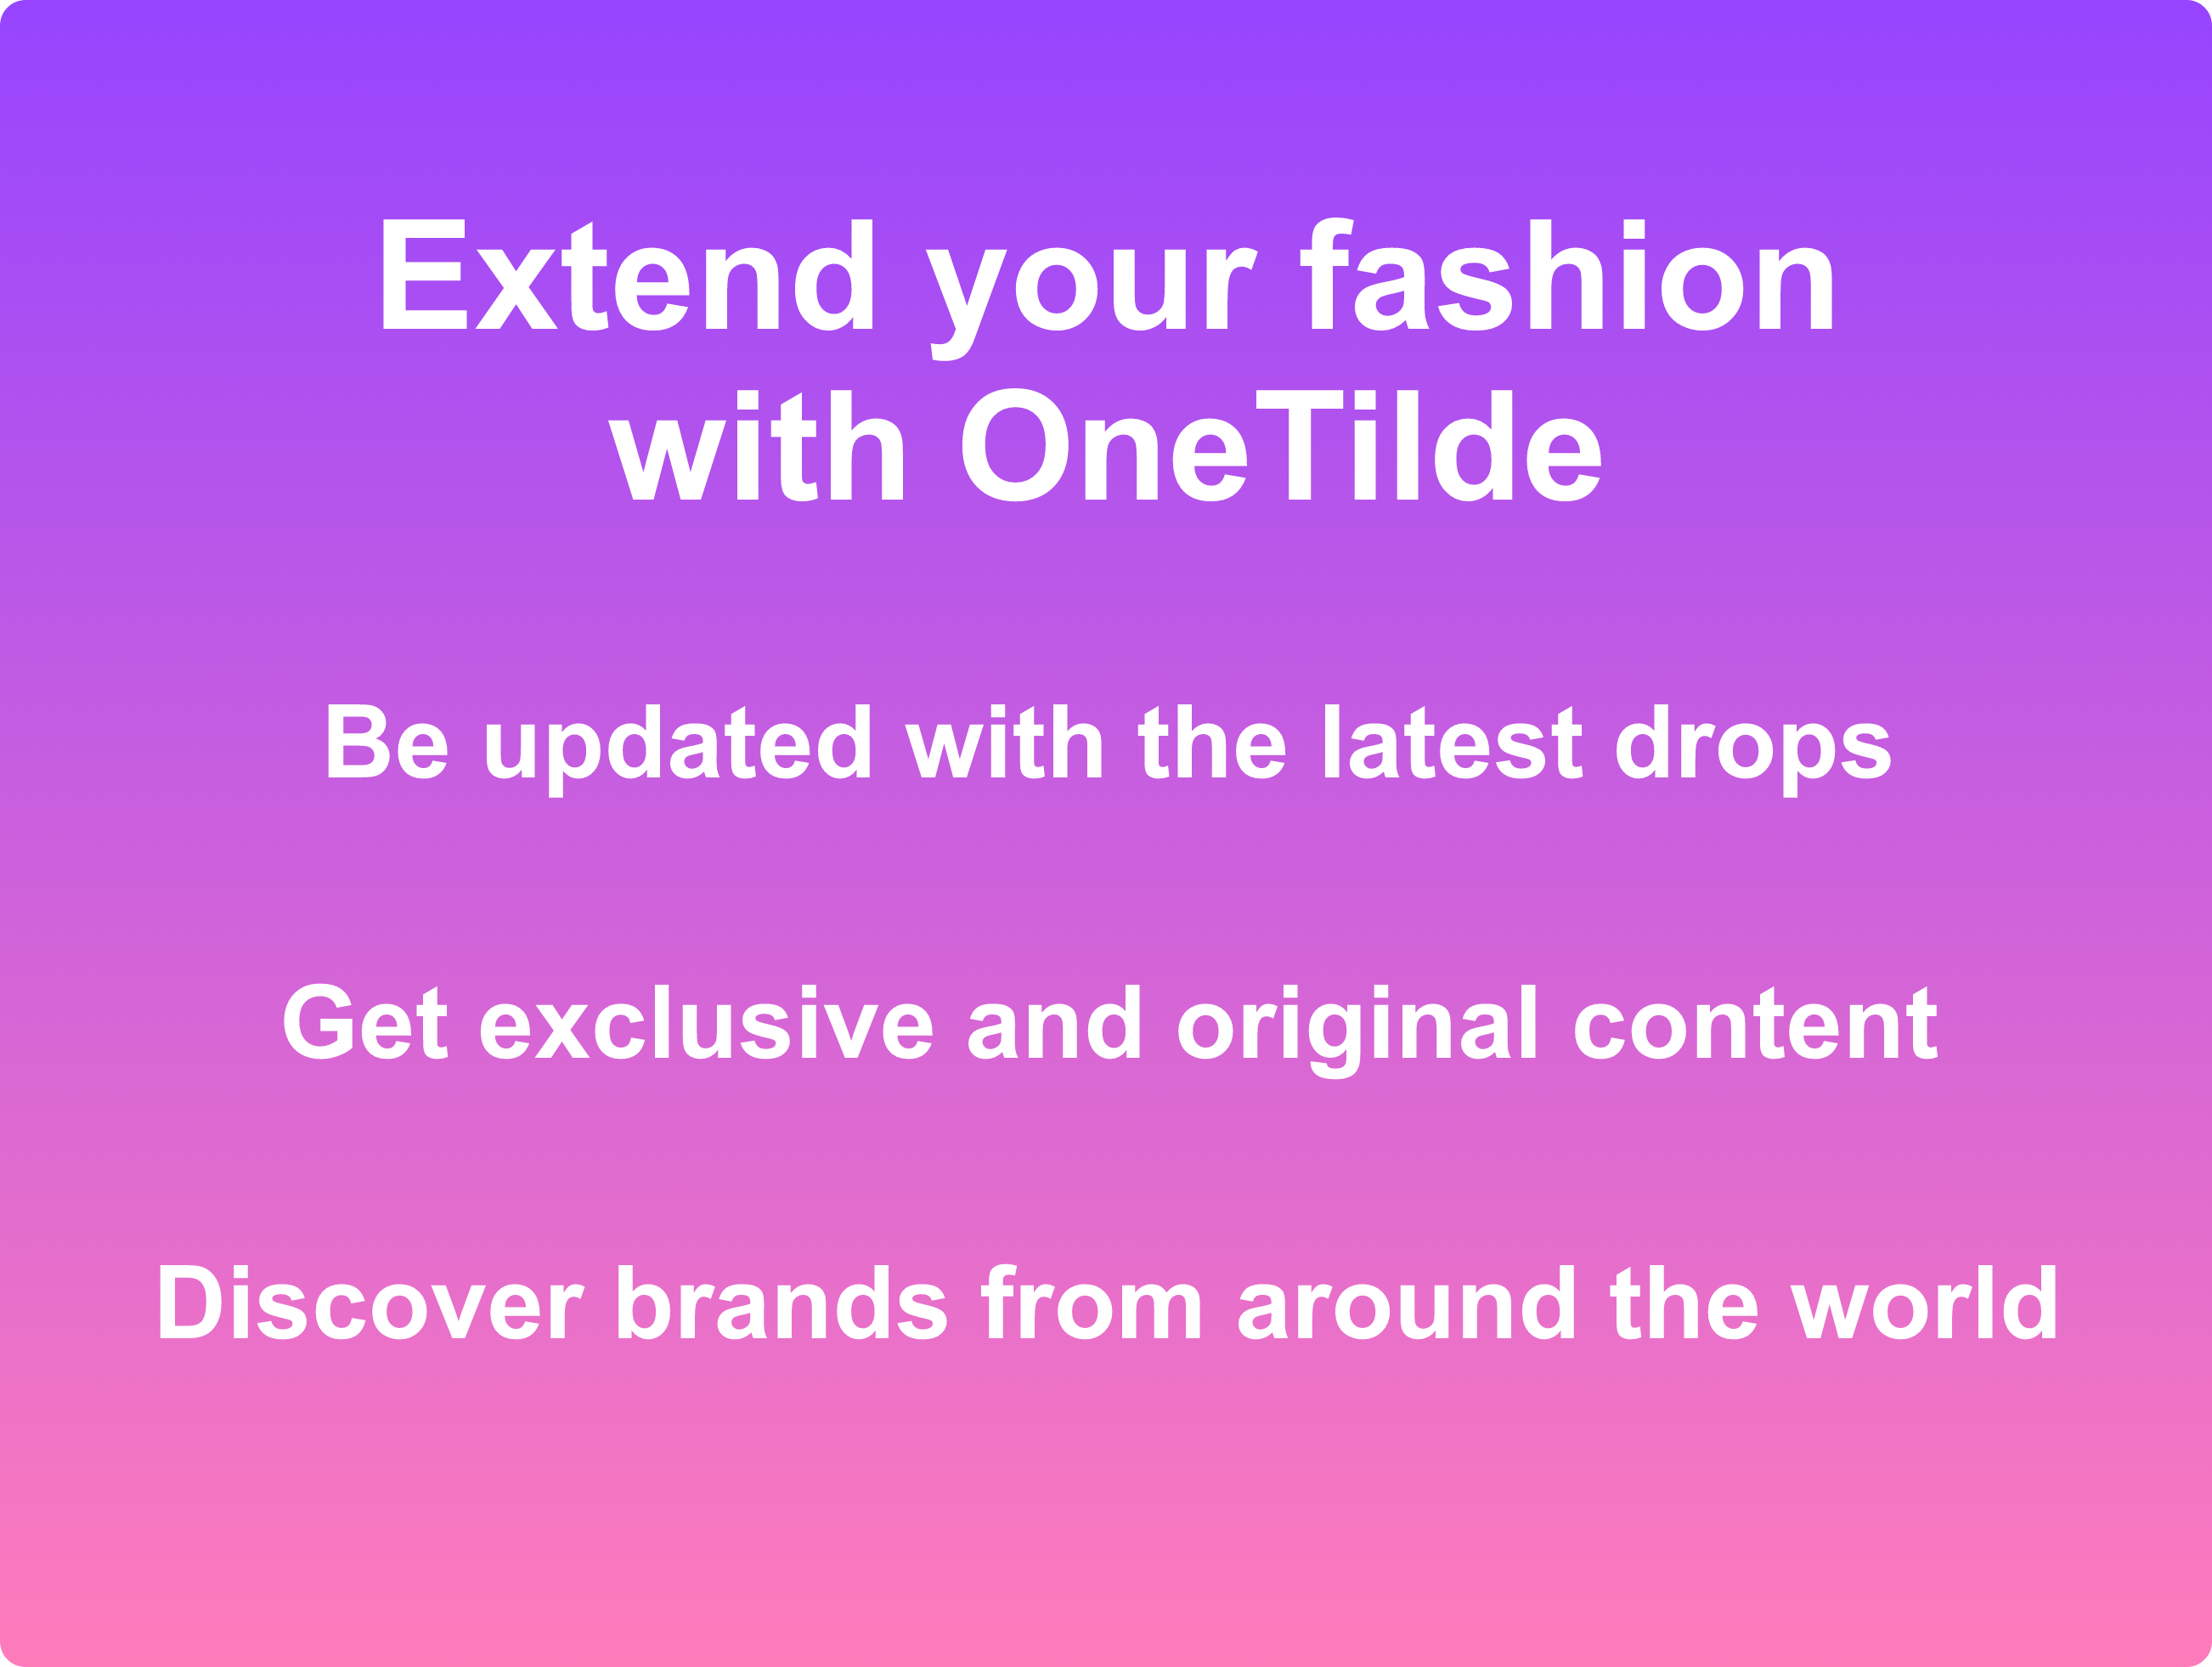 Extend your fashion
with OneTilde
Be updated with the latest drops
Get exclusive and original content
Discover brands from around the world